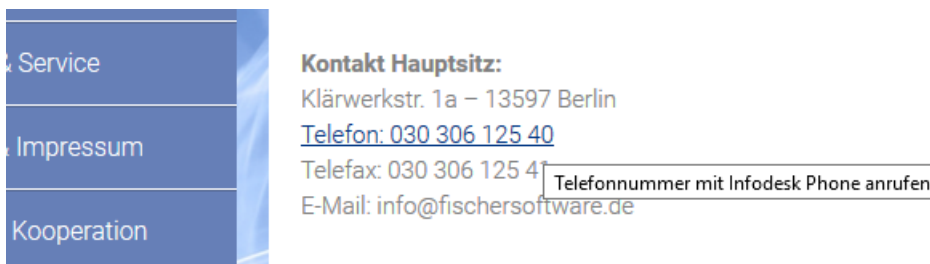 & Service
& Impressum
Kooperation
Kontakt Hauptsitz:
Klärwerkstr. 1a – 13597 Berlin
Telefon: 030 306 125 40
Telefax: 030 306 125 4
Telefonnummer mit Infodesk Phone anrufen
E-Mail: info@fischersoftware.de